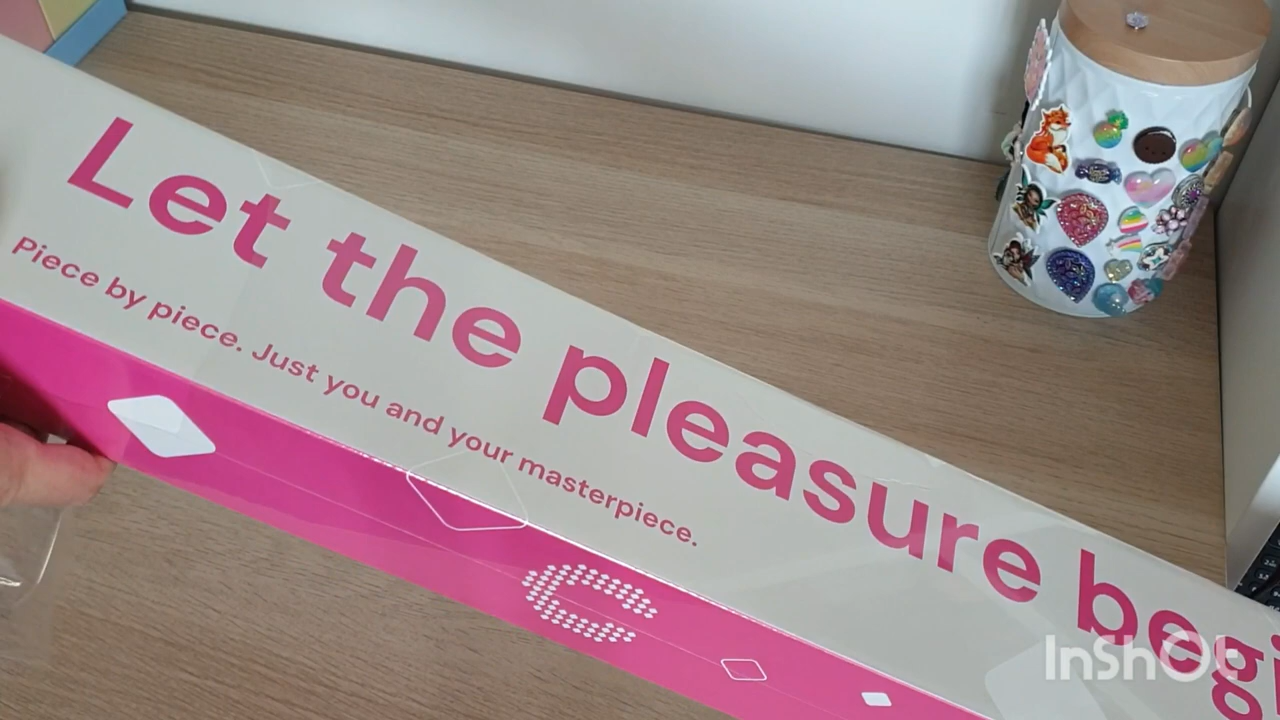 Let the pleasure begi
Piece by piece. Just you and your masterpiece.
C
InShOt